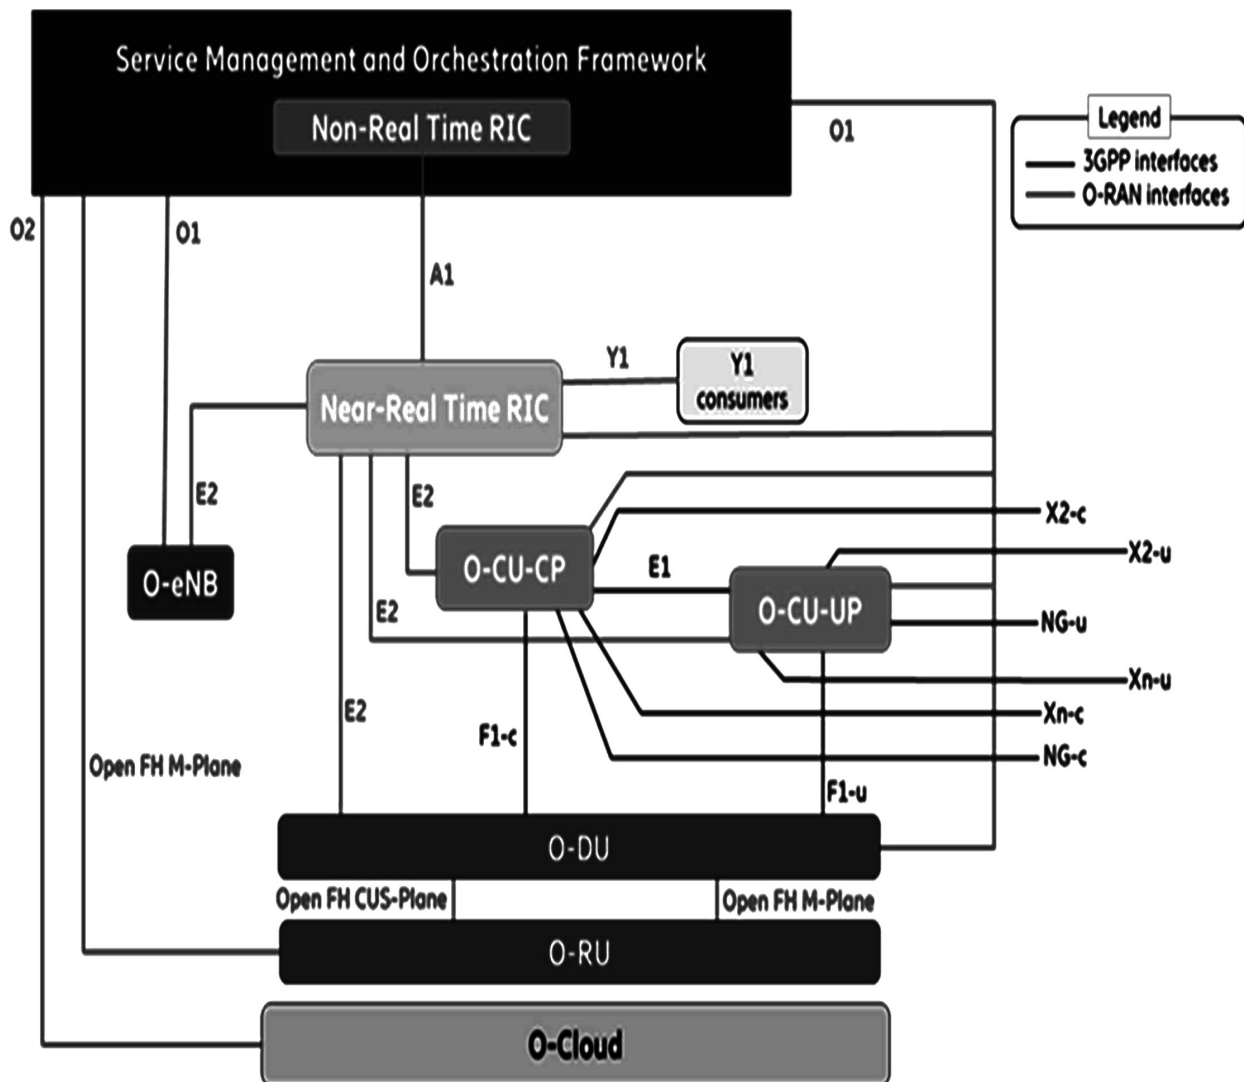 Service Management and Orchestration Framework
Non-Real Time RIC
O1
Legend
3GPP interfaces
O-RAN interfaces
O2
O1
A1
Y1
Y1
consumers
Near-Real Time RIC
E2
E2
X2-c
O-CU-CP
E1
X2-u
O-eNB
E2
O-CU-UP
NG-u
Xn-u
E2
F1-c
Xn-c
NG-c
Open FH M-Plane
F1-u
O-DU
Open FH CUS-Plane
Open FH M-Plane
O-RU
O-Cloud